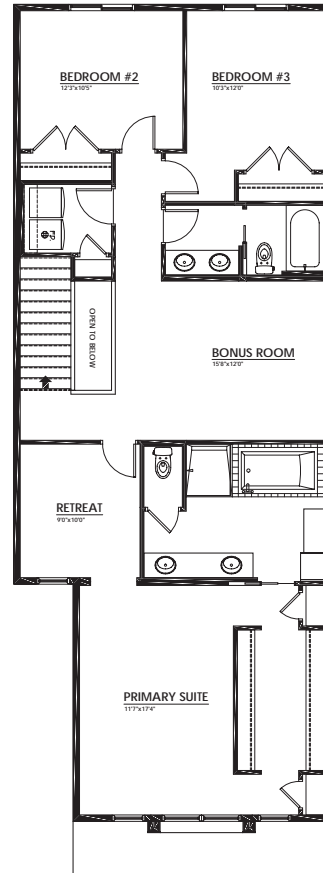 BEDROOM #2
12'3"x10'5"
BEDROOM #3
10'3"x12'0"
OPEN TO BELOW
BONUS ROOM
15'8"x12'0"
RETREAT
9'0"x10'0"
PRIMARY SUITE
11'7"x17'4"